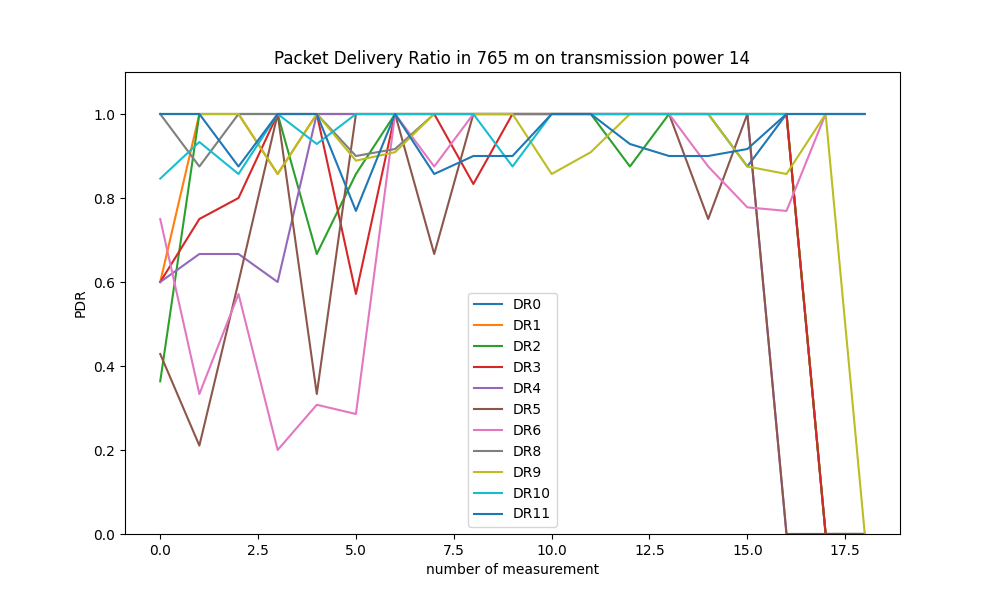 Packet Delivery Ratio in 765 m on transmission power 14
1.0
0.8
0.6
0.4
0.2
0.0
PDR
DR0
DR1
DR2
DR3
DR4
DR5
DR6
DR8
DR9
DR10
DR11
0.0 2.5 5.0 7.5 10.0 12.5 15.0 17.5
number of measurement